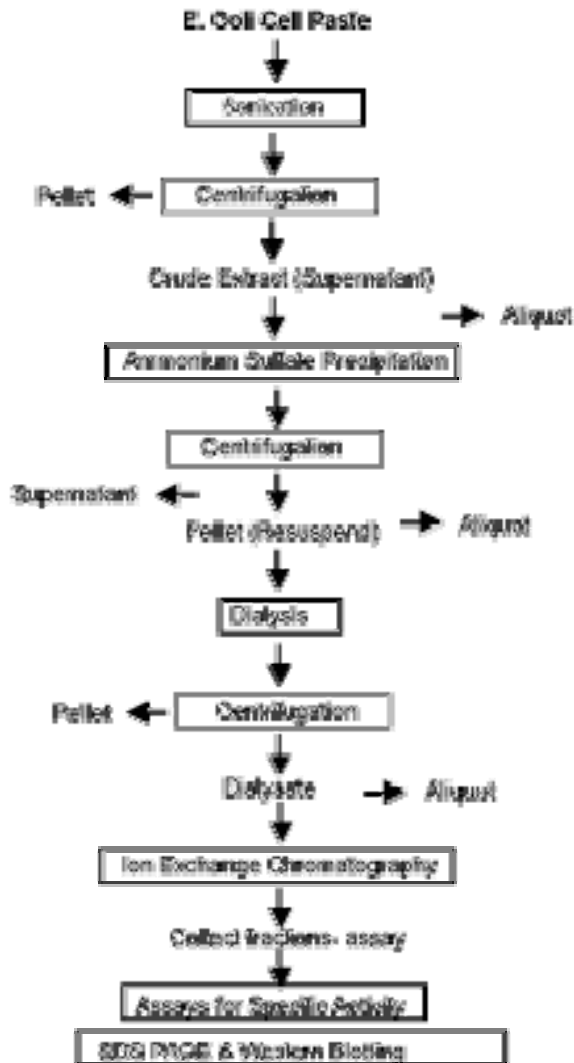 E. Coli Cell Paste
Sonication
Pellet
Centrifugation
Crude Extract (Supernatant)
Aliquot
Ammonium Sulfate Precipitation
Centrifugation
Supernatant
Pellet (Resuspend)
Aliquot
Dialysis
Pellet
Centrifugation
Dialysate
Aliquot
Ion Exchange Chromatography
Collect fractions- assay
Assays for Specific Activity
SDS PAGE & Western Blotting